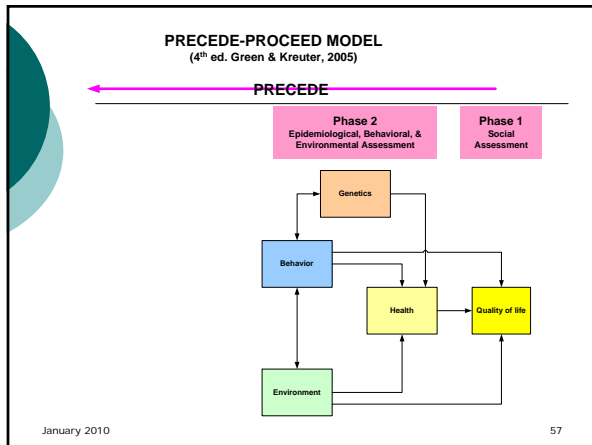 PRECEDE-PROCEED MODEL
(4th ed. Green & Kreuter, 2005)
PRECEDE
Phase 2
Epidemiological, Behavioral, &
Environmental Assessment
Phase 1
Social
Assessment
Genetics
Behavior
Health
Quality of life
Environment
January 2010
57